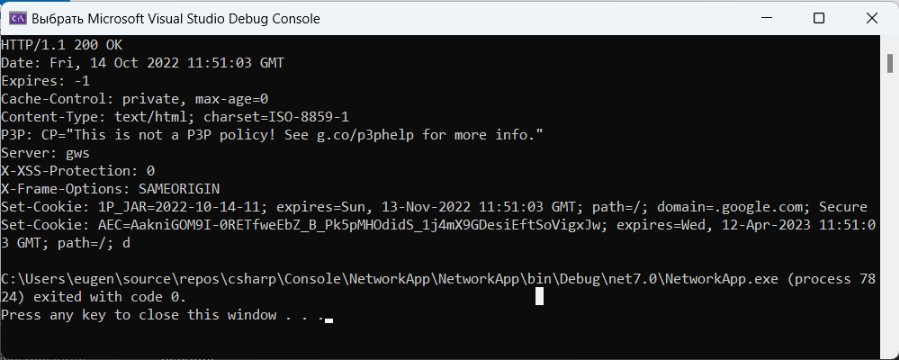 Выбрать Microsoft Visual Studio Debug Console
HTTP/1.1 200 OK
Date: Fri, 14 Oct 2022 11:51:03 GMT
Expires: -1
Cache-Control: private, max-age=0
Content-Type: text/html; charset=ISO-8859-1
P3P: CP="This is not a P3P policy! See g.co/p3phelp for more info."
Server: gws
X-XSS-Protection: 0
X-Frame-Options: SAMEORIGIN
Set-Cookie: 1P_JAR=2022-10-14-11; expires=Sun, 13-Nov-2022 11:51:03 GMT; path=/; domain=.google.com; Secure
Set-Cookie: AEC=AakniGOM9I-0RETfweEbZ_B_Pk5pMHOdidS_1j4mX9GDesiEftSoVigxJw; expires=Wed, 12-Apr-2023 11:51:0
3 GMT; path=/; d
C:\Users\eugen\source\repos\csharp\Console\NetworkApp\NetworkApp\bin\Debug\net7.0\NetworkApp.exe (process 78
24) exited with code 0.
Press any key to close this window . . .